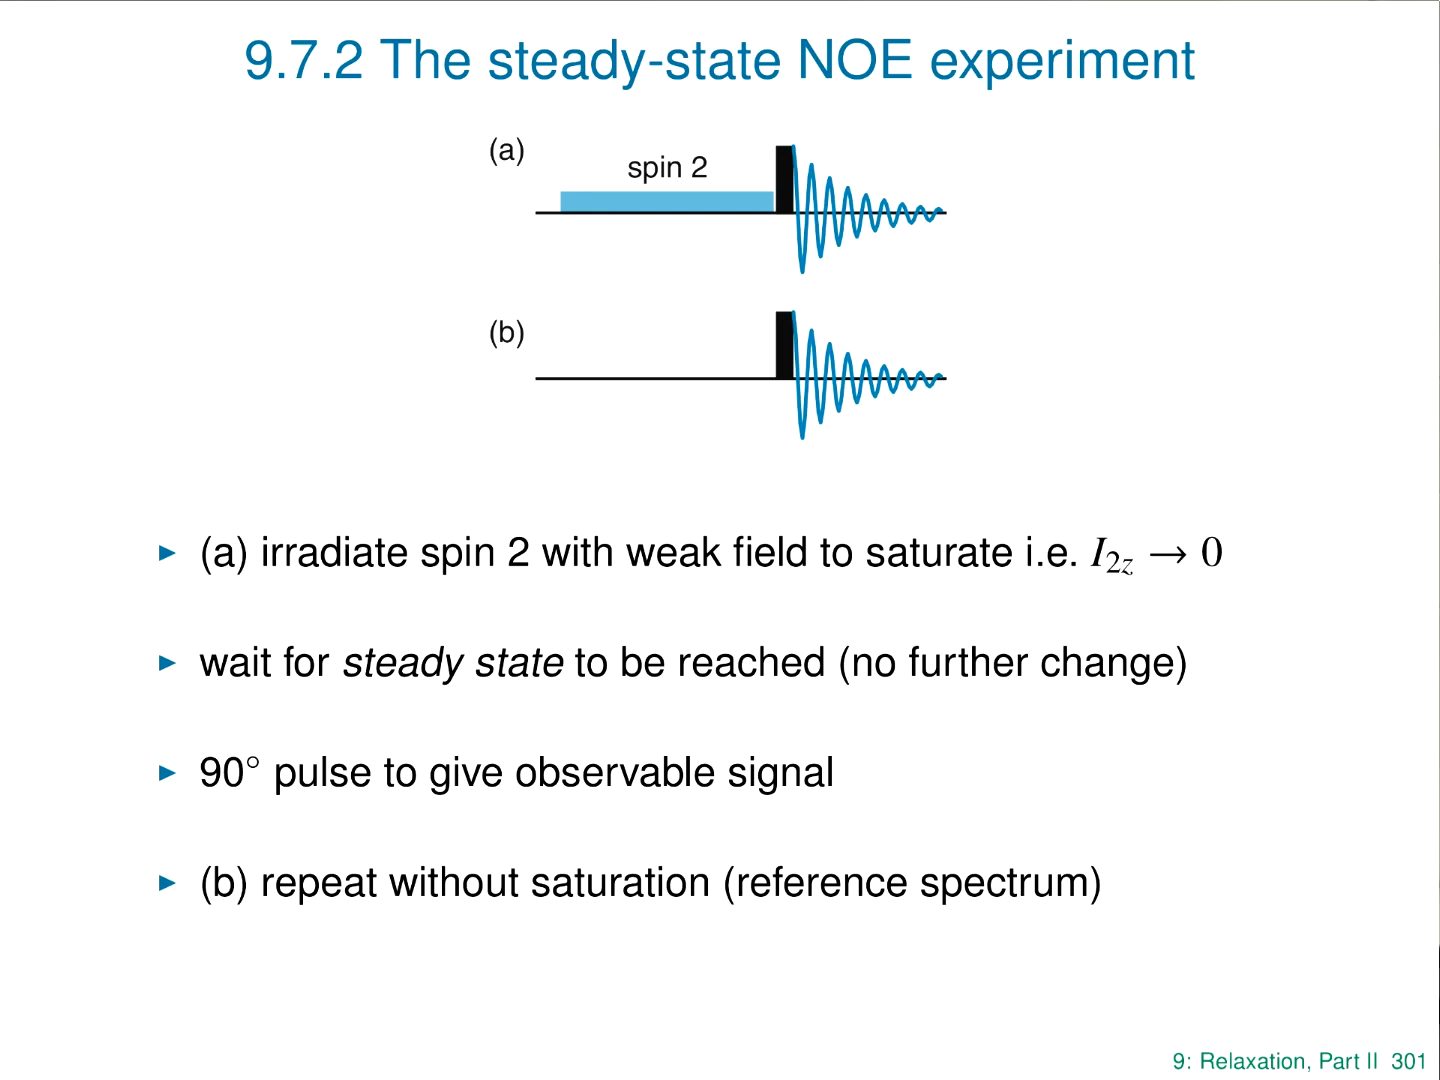 9.7.2 The steady-state NOE experiment
(a)
spin 2
(b)
▶ (a) irradiate spin 2 with weak field to saturate i.e. I₂z → 0
▶ wait for steady state to be reached (no further change)
▶ 90° pulse to give observable signal
▶ (b) repeat without saturation (reference spectrum)
9: Relaxation, Part II 301